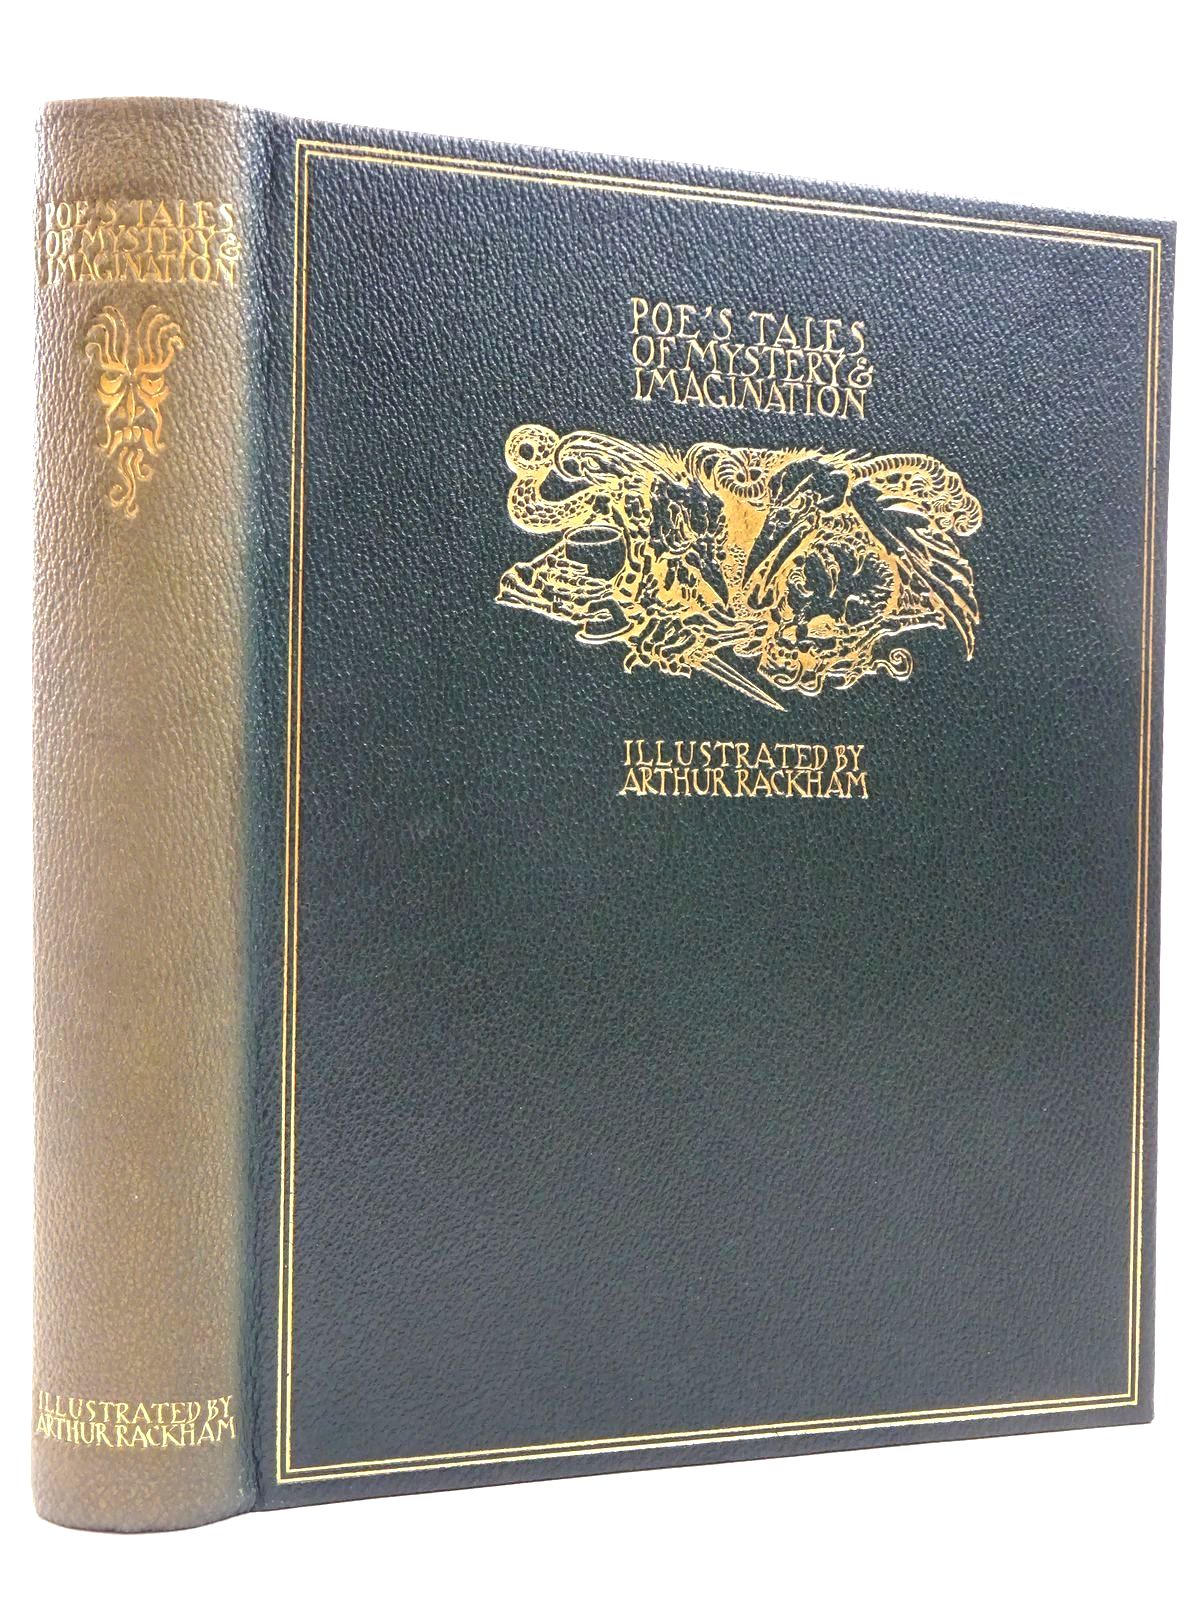 POE'S TALES
OF MYSTERY &
IMAGINATION
ILLUSTRATED BY
ARTHUR RACKHAM
POE'S TALES
OF MYSTERY &
IMAGINATION
ILLUSTRATED BY
ARTHUR RACKHAM